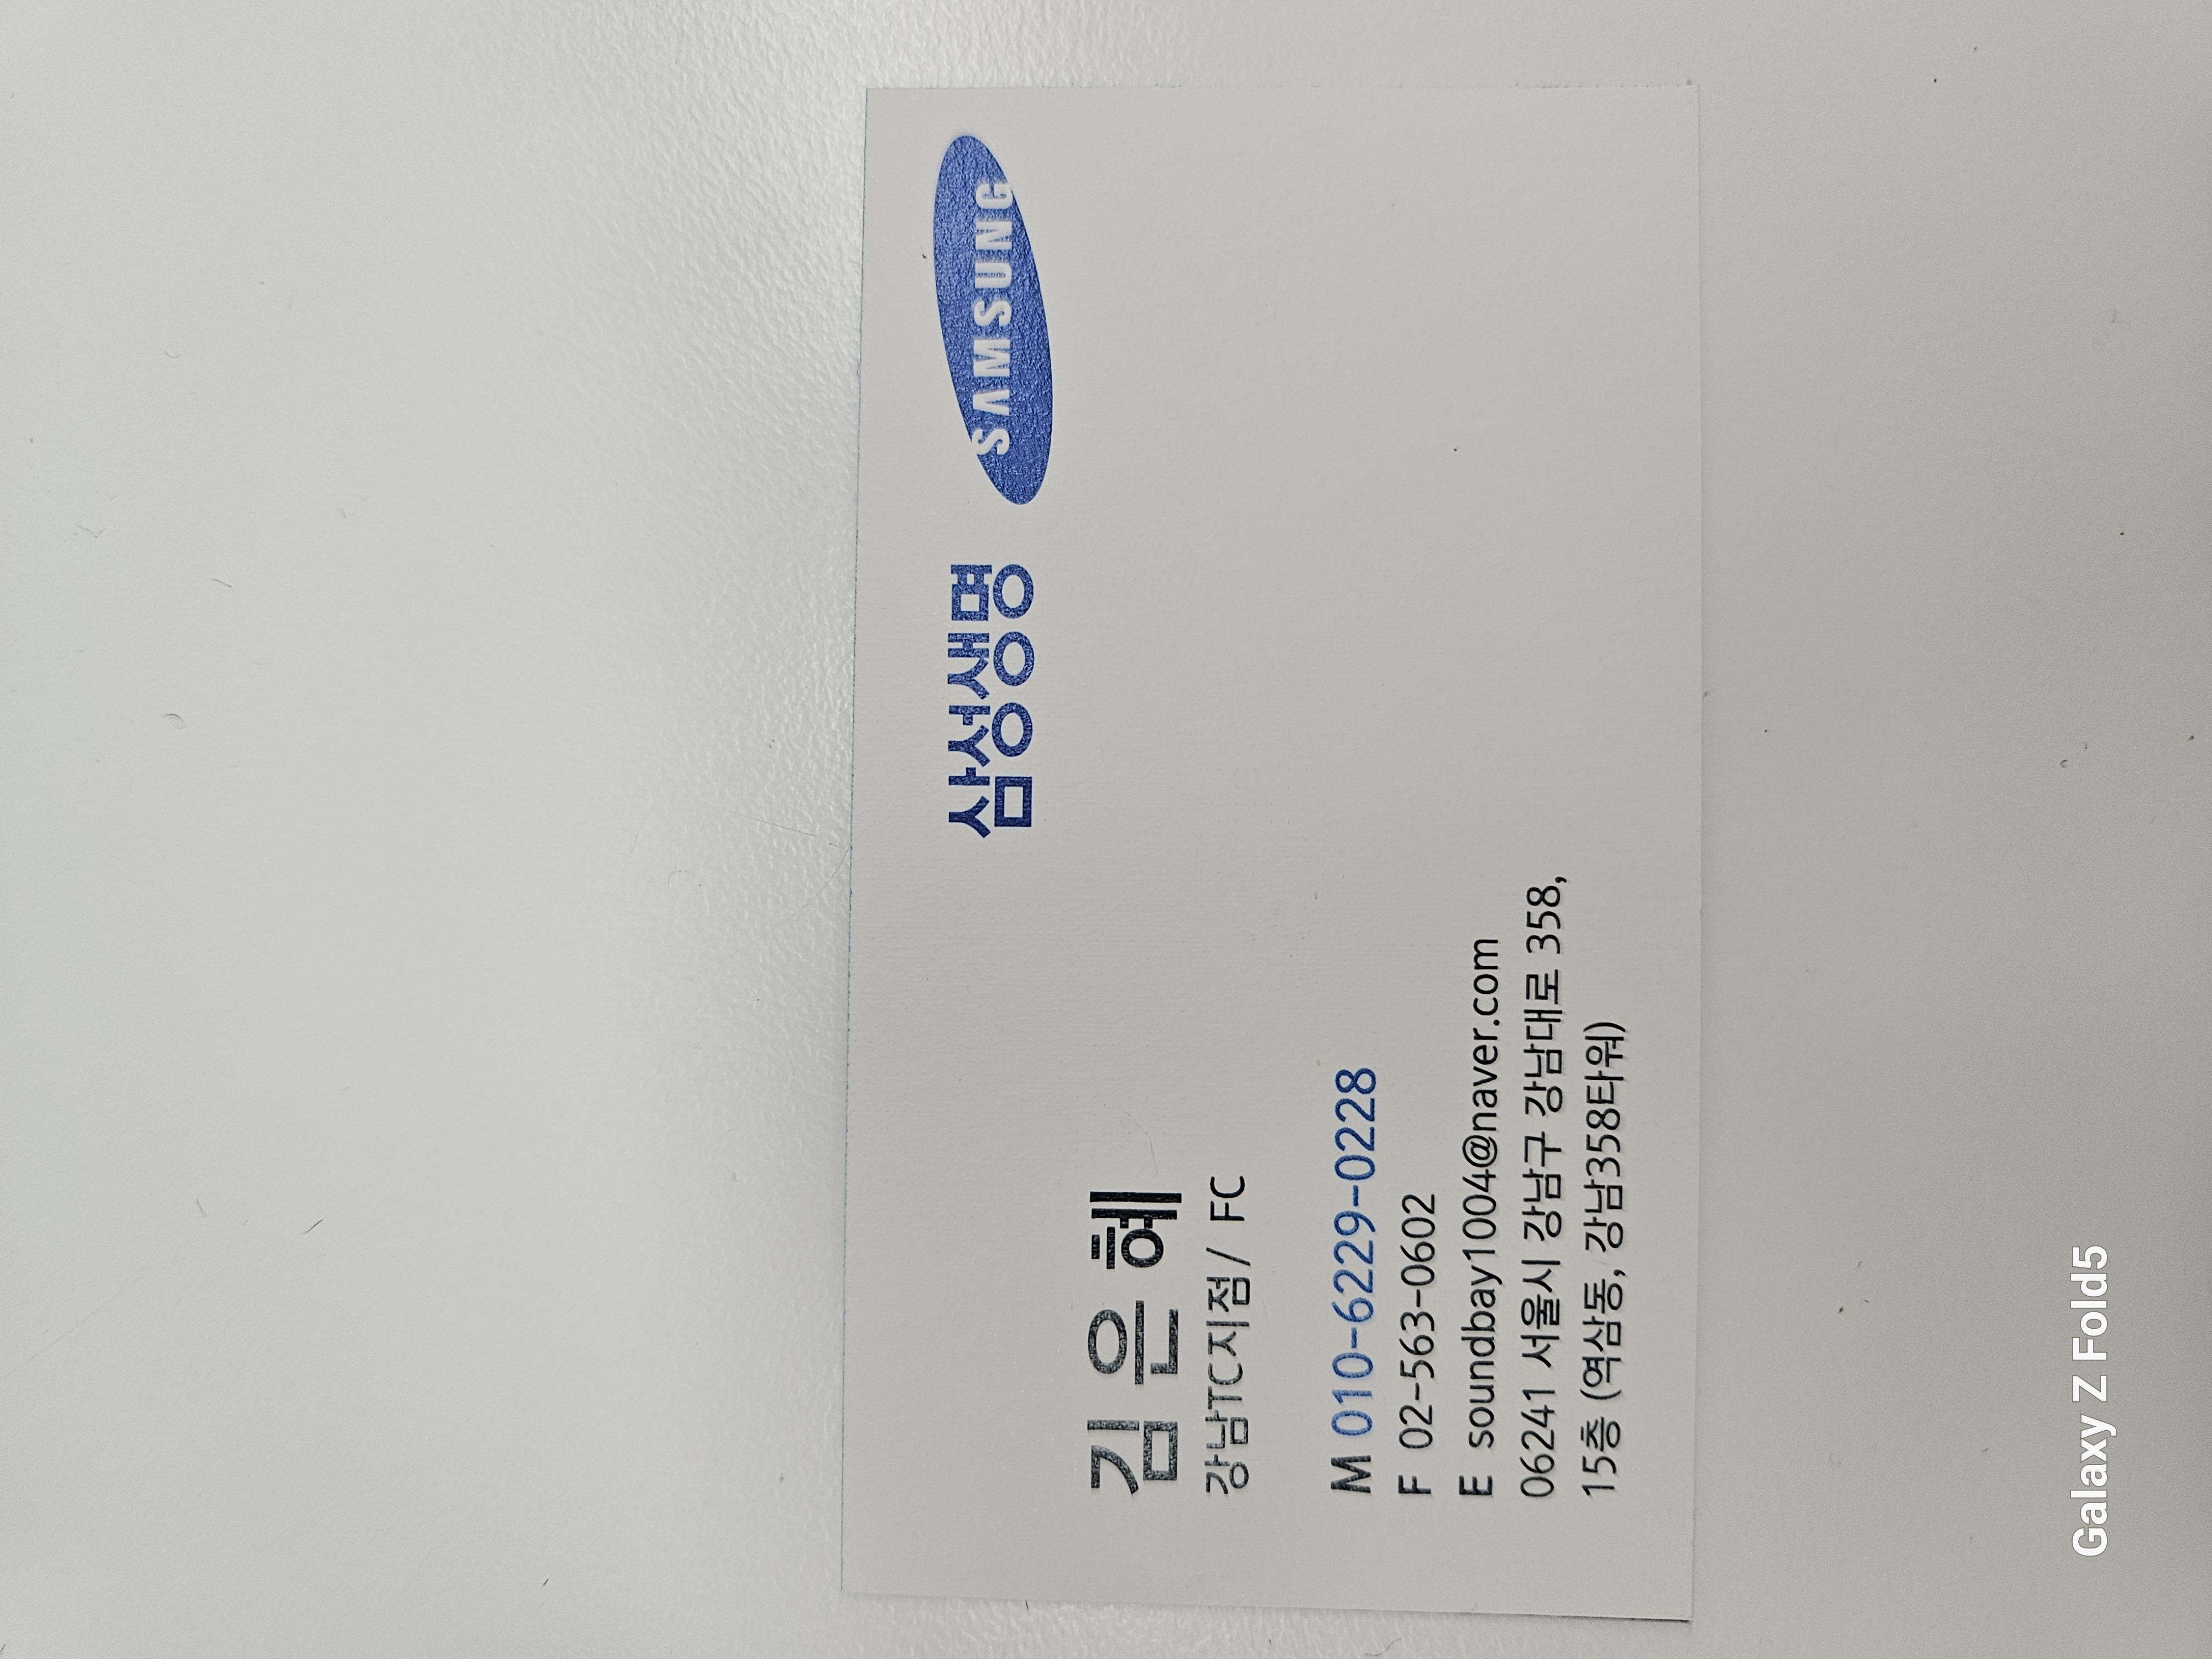 삼성생명 SAMSUNG
김은혜
강남TC지점/ FC
M 010-6229-0228
F 02-563-0602
E soundbay1004@naver.com
06241 서울시 강남구 강남대로 358,
15층 (역삼동, 강남358타워)
Galaxy Z Fold5